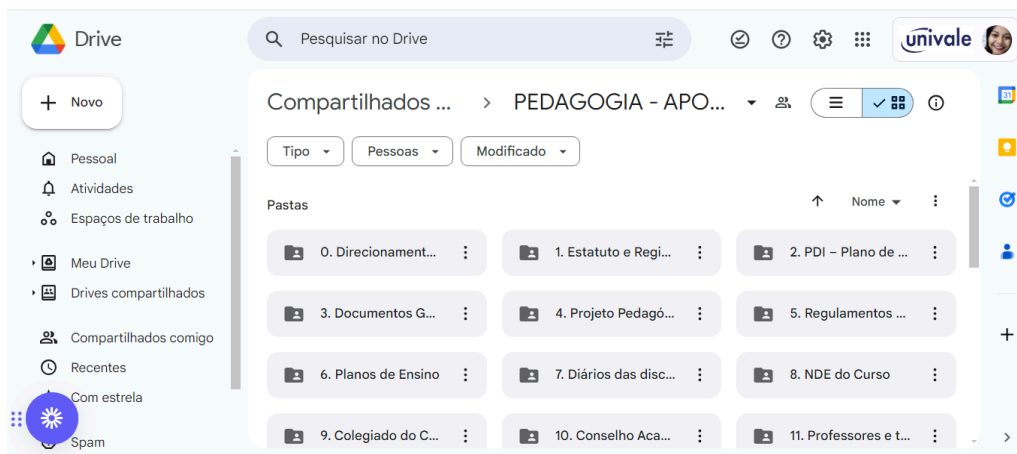 Drive
Pesquisar no Drive
univale
Novo
Compartilhados ... > PEDAGOGIA - APO...
31
Tipo
Pessoas
Modificado
Pessoal
Atividades
Espaços de trabalho
Meu Drive
Drives compartilhados
Compartilhados comigo
Recentes
Com estrela
Spam
Pastas
Nome
0. Direcionament...
1. Estatuto e Regi...
2. PDI – Plano de ...
3. Documentos G...
4. Projeto Pedagó...
5. Regulamentos ...
6. Planos de Ensino
7. Diários das disc...
8. NDE do Curso
9. Colegiado do C...
10. Conselho Aca...
11. Professores e t...